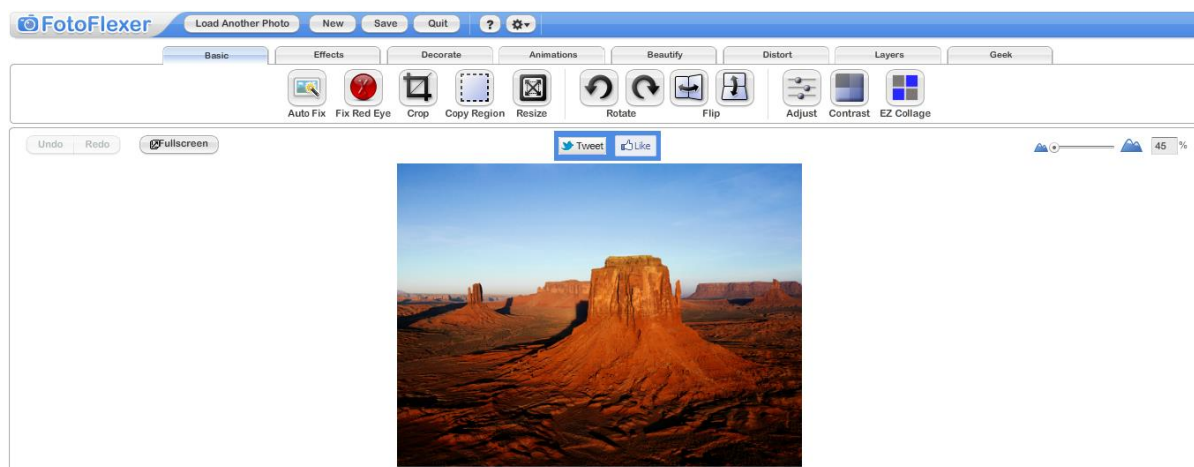 FotoFlexer Load Another Photo New Save Quit ?
Basic Effects Decorate Animations Beautify Distort Layers Geek
Auto Fix Fix Red Eye Crop Copy Region Resize Rotate Flip Adjust Contrast EZ Collage
Undo Redo Fullscreen Tweet Like 45 %